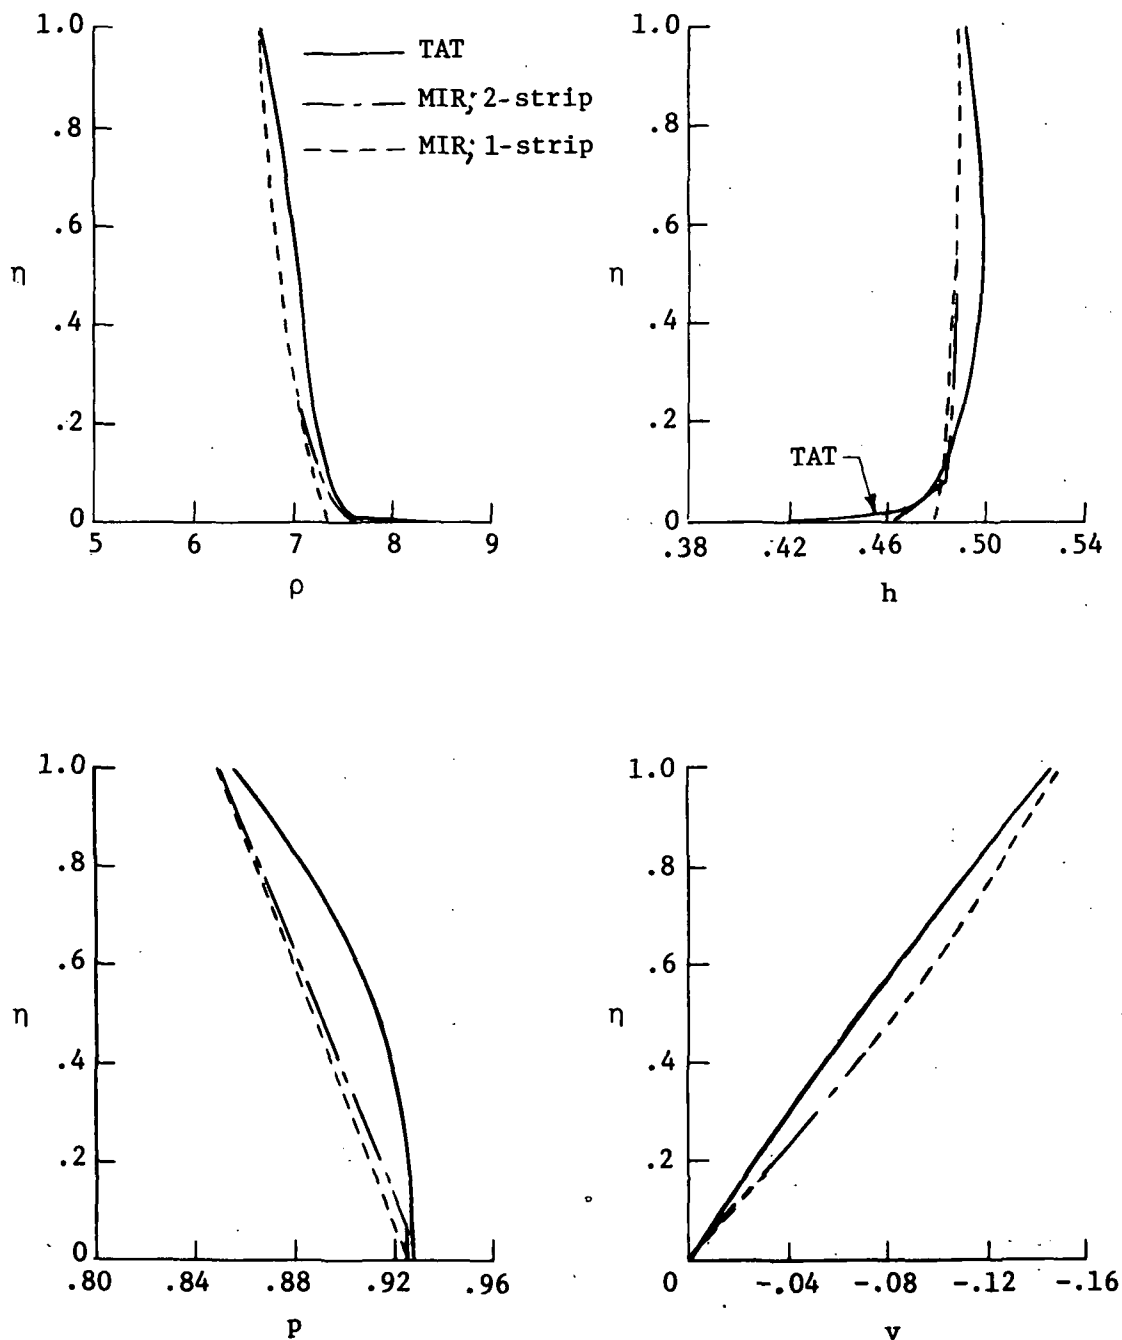 1.0
.8
.6
η
.4
.2
0
5 6 7 8 9
ρ
TAT
MIR; 2-strip
MIR; 1-strip
1.0
.8
.6
η
.4
.2
TAT
0
.38 .42 .46 .50 .54
h
1.0
.8
.6
η
.4
.2
0
.80 .84 .88 .92 .96
p
1.0
.8
.6
η
.4
.2
0 -.04 -.08 -.12 -.16
v